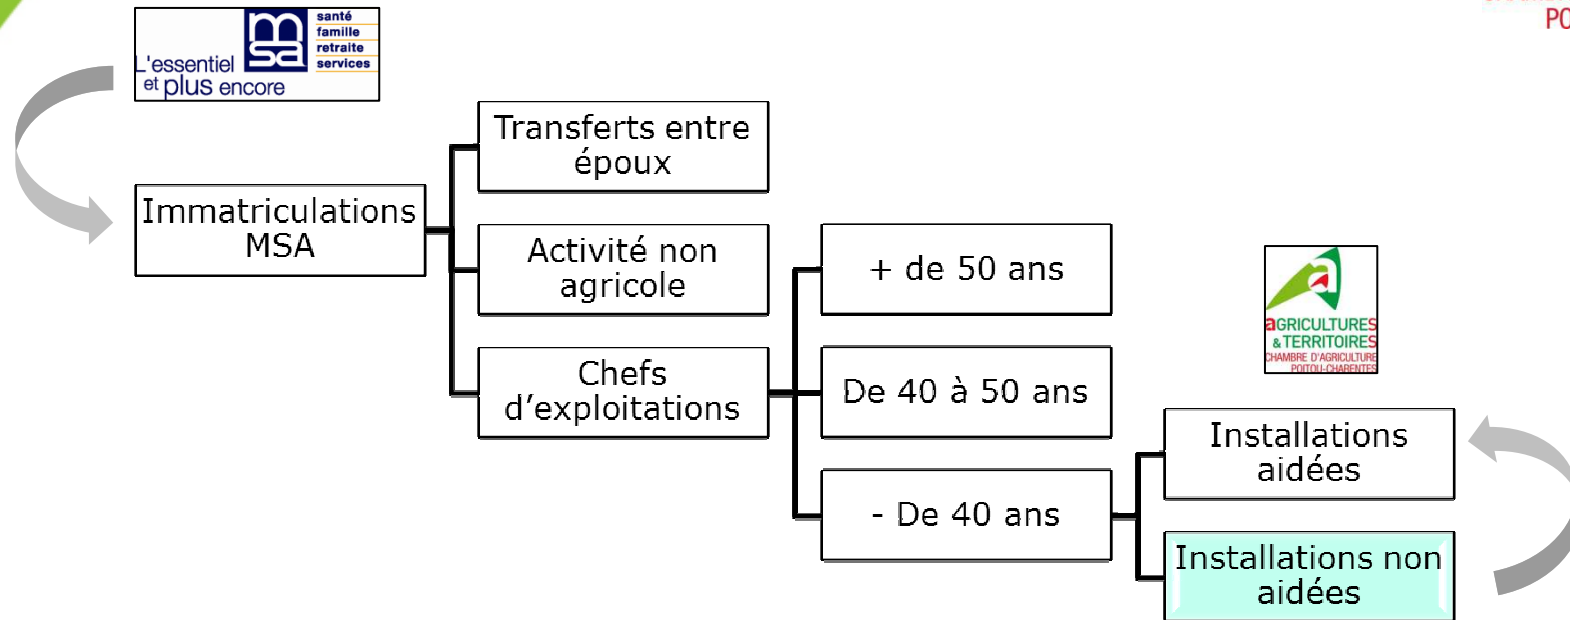 santé
famille
retraite
services
msa
L'essentiel
et plus encore
PO
Transferts entre
époux
Immatriculations
MSA
Activité non
agricole
Chefs
d'exploitations
+ de 50 ans
De 40 à 50 ans
- De 40 ans
aGRICULTURES
& TERRITOIRES
CHAMBRE D'AGRICULTURE
POITOU-CHARENTES
Installations
aidées
Installations non
aidées